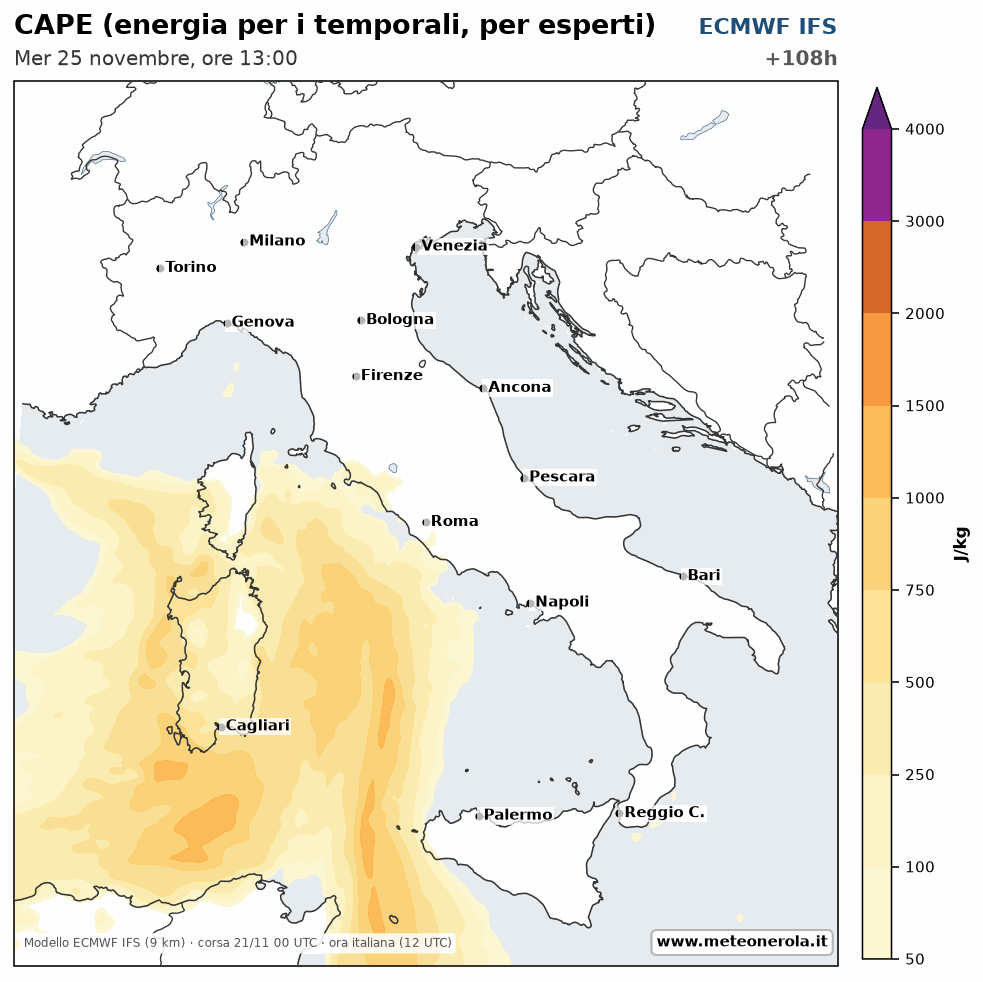 CAPE (energia per i temporali, per esperti)
ECMWF IFS
Mer 25 novembre, ore 13:00
+108h
Milano
Venezia
Torino
Genova
Bologna
Firenze
Ancona
Pescara
Roma
Bari
Napoli
Cagliari
Palermo
Reggio C.
4000
3000
2000
1500
1000
750
500
250
100
50
J/kg
Modello ECMWF IFS (9 km) · corsa 21/11 00 UTC · ora italiana (12 UTC)
www.meteonerola.it